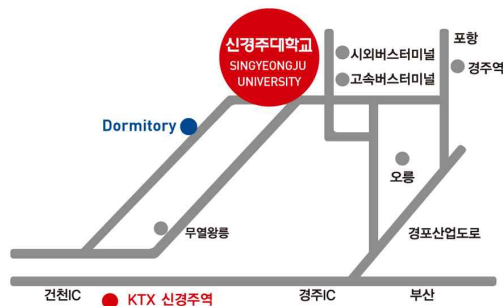 신경주대학교
SINGYEONGJU
UNIVERSITY
시외버스터미널
고속버스터미널
포항
경주역
Dormitory
오릉
무열왕릉
경포산업도로
건천IC
KTX 신경주역
경주IC
부산